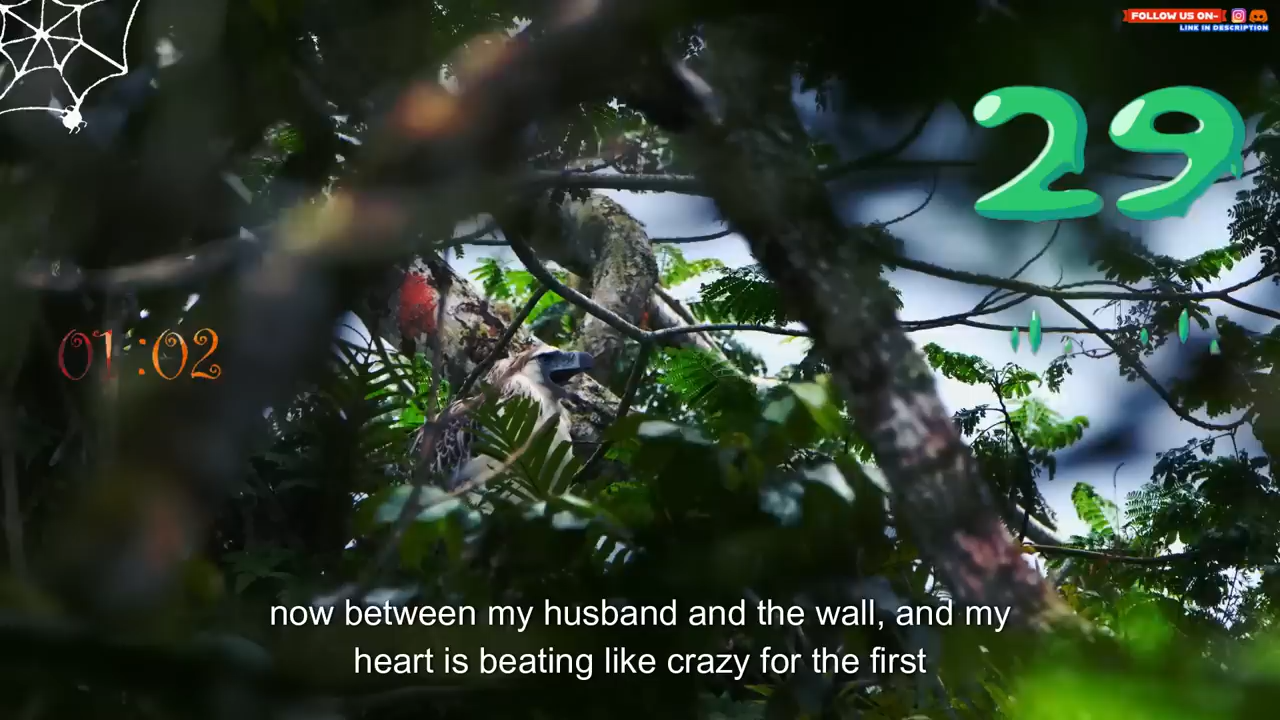 FOLLOW US ON-
LINK IN DESCRIPTION
29
01:02
now between my husband and the wall, and my
heart is beating like crazy for the first